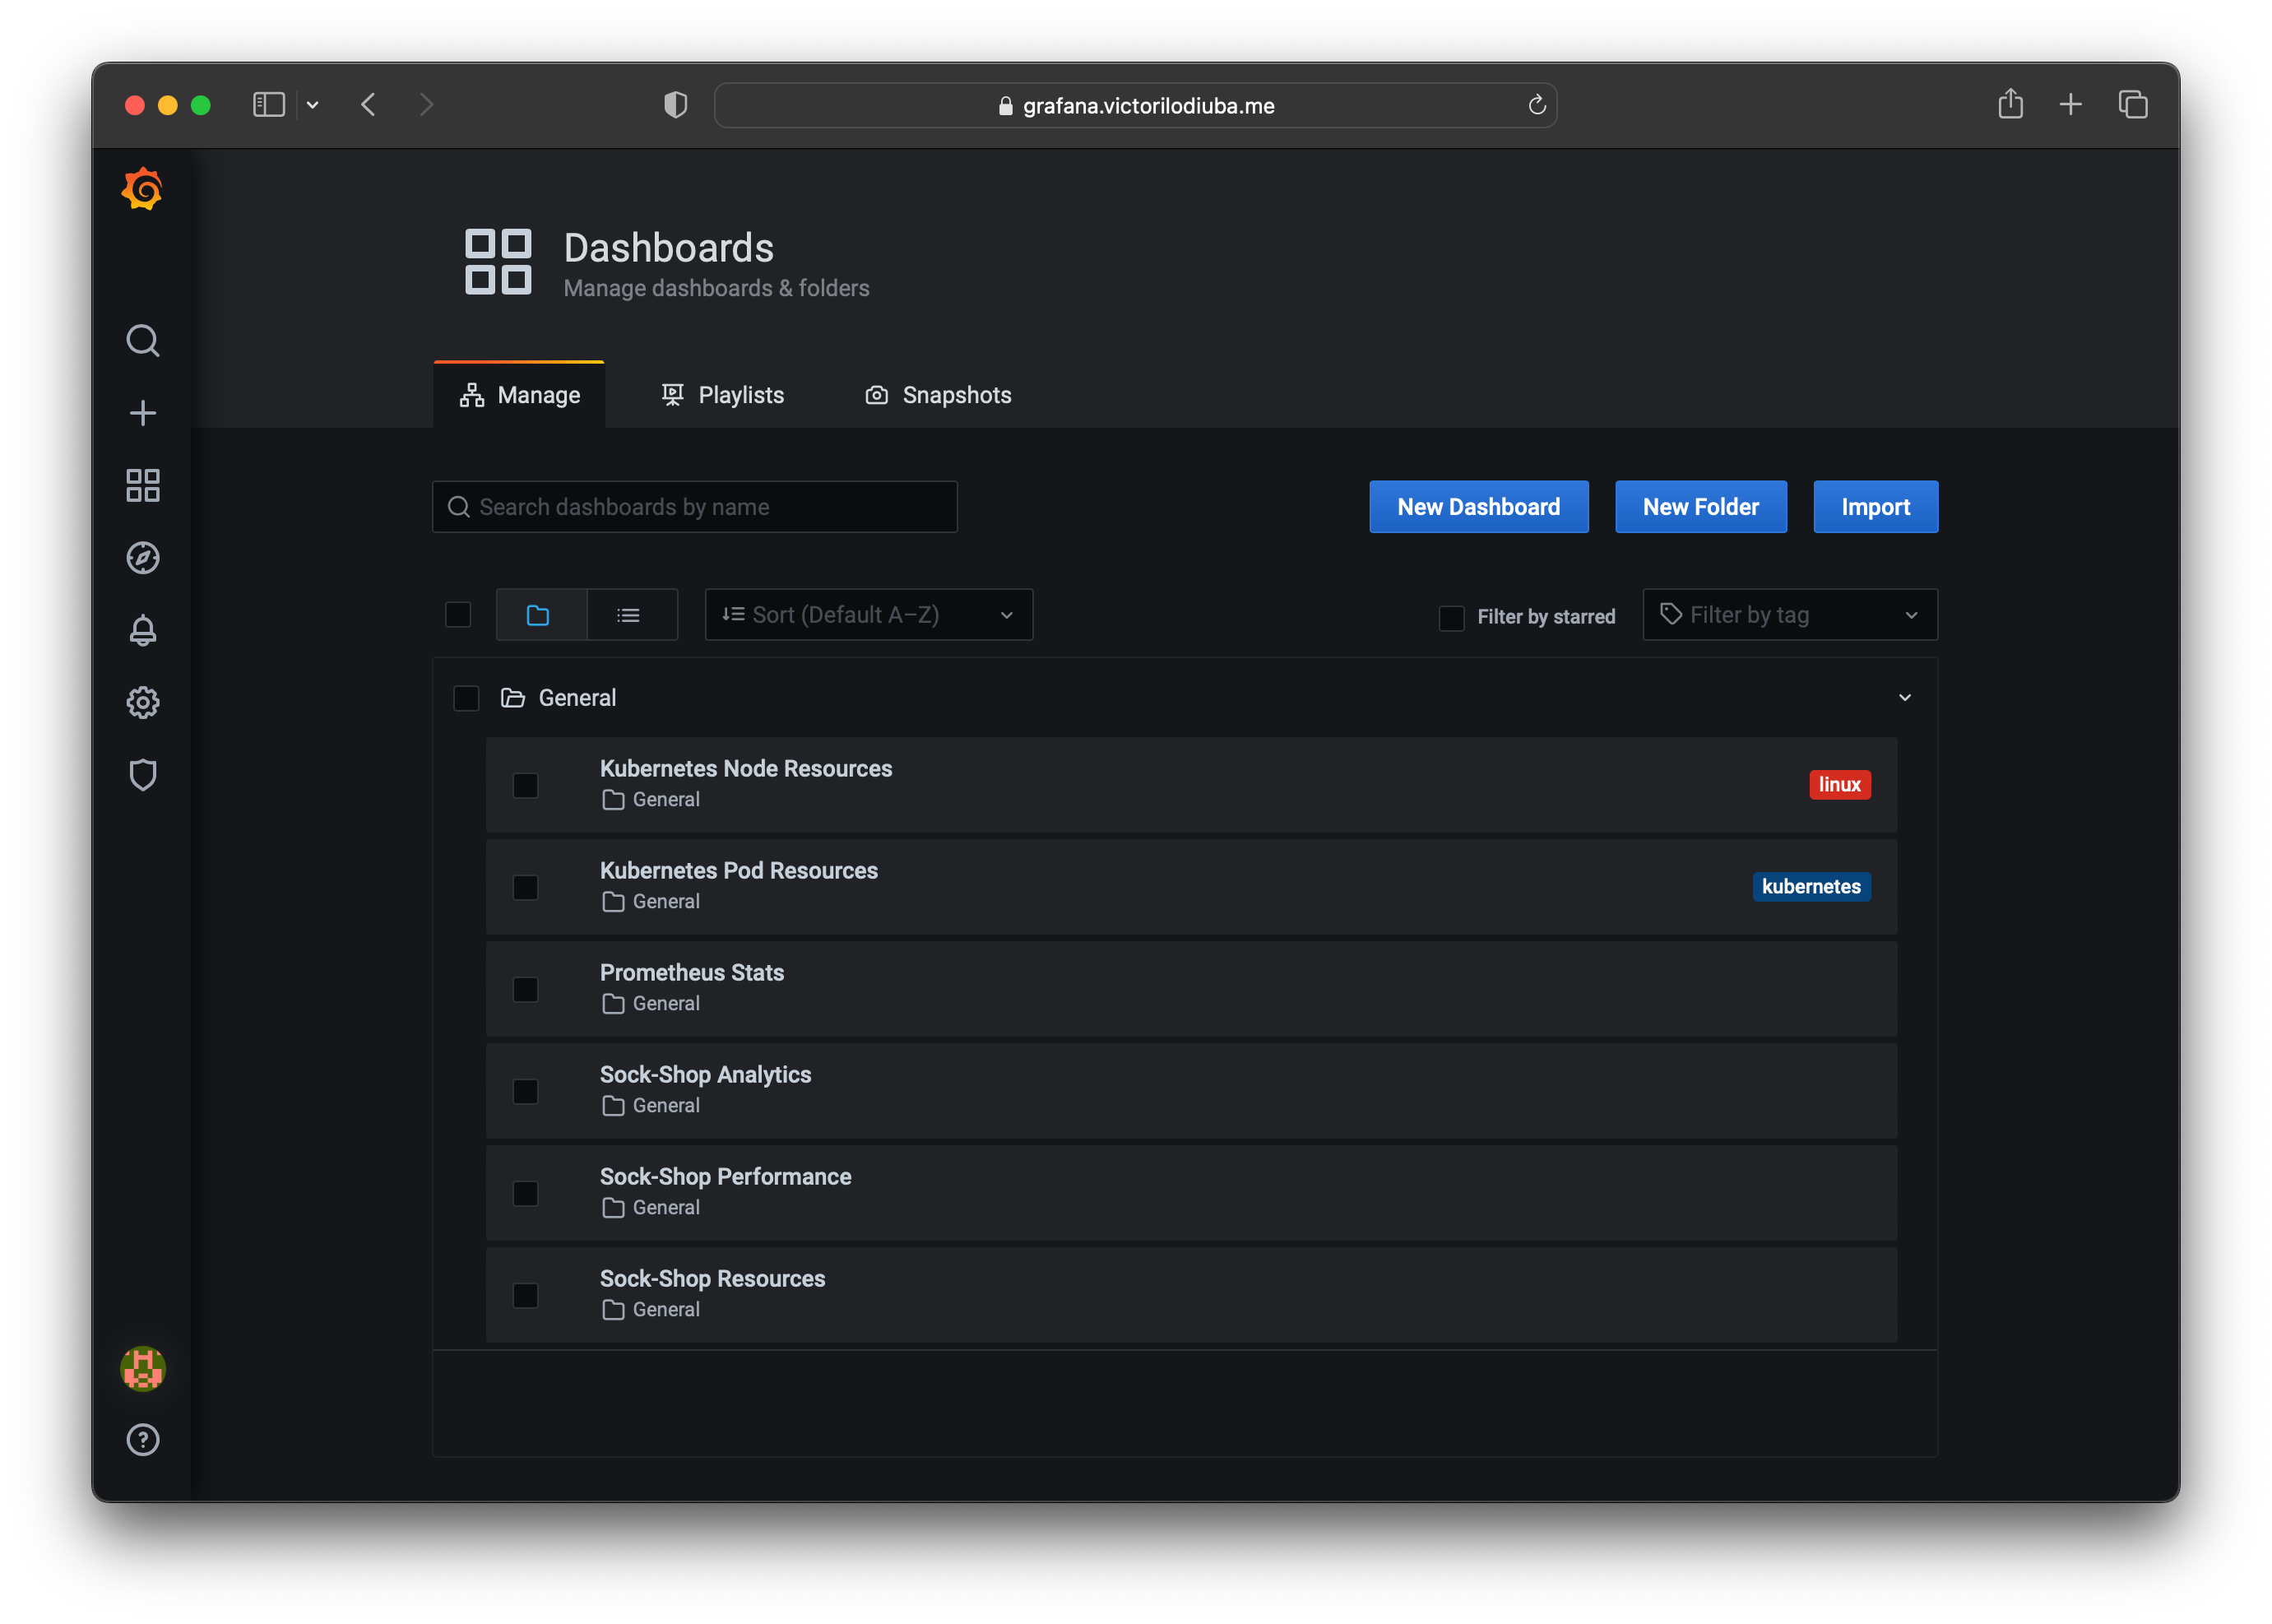 grafana.victorilodiuba.me
Dashboards
Manage dashboards & folders
Manage
Playlists
Snapshots
Search dashboards by name
New Dashboard
New Folder
Import
Sort (Default A–Z)
Filter by starred
Filter by tag
General
Kubernetes Node Resources
General
linux
Kubernetes Pod Resources
General
kubernetes
Prometheus Stats
General
Sock-Shop Analytics
General
Sock-Shop Performance
General
Sock-Shop Resources
General